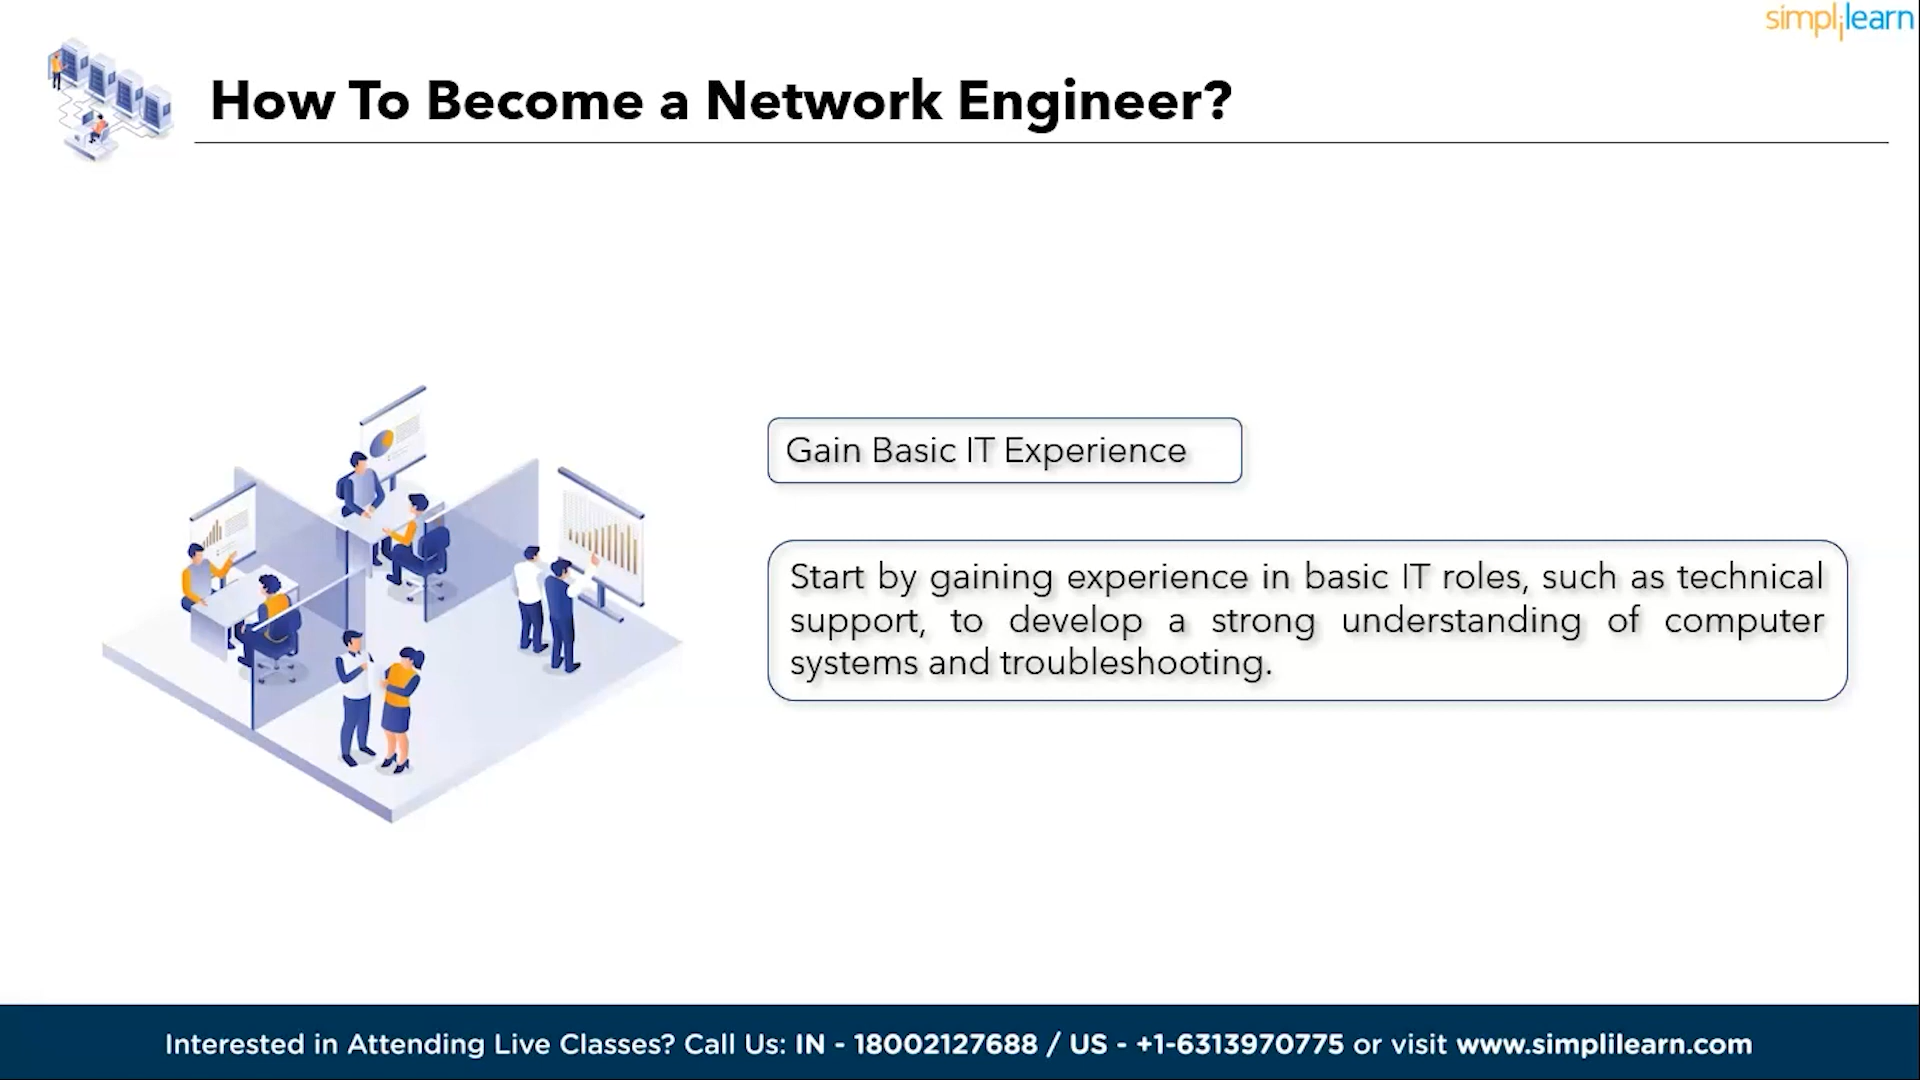 simplilearn
How To Become a Network Engineer?
Gain Basic IT Experience
Start by gaining experience in basic IT roles, such as technical
support, to develop a strong understanding of computer
systems and troubleshooting.
Interested in Attending Live Classes? Call Us: IN - 18002127688 / US - +1-6313970775 or visit www.simplilearn.com